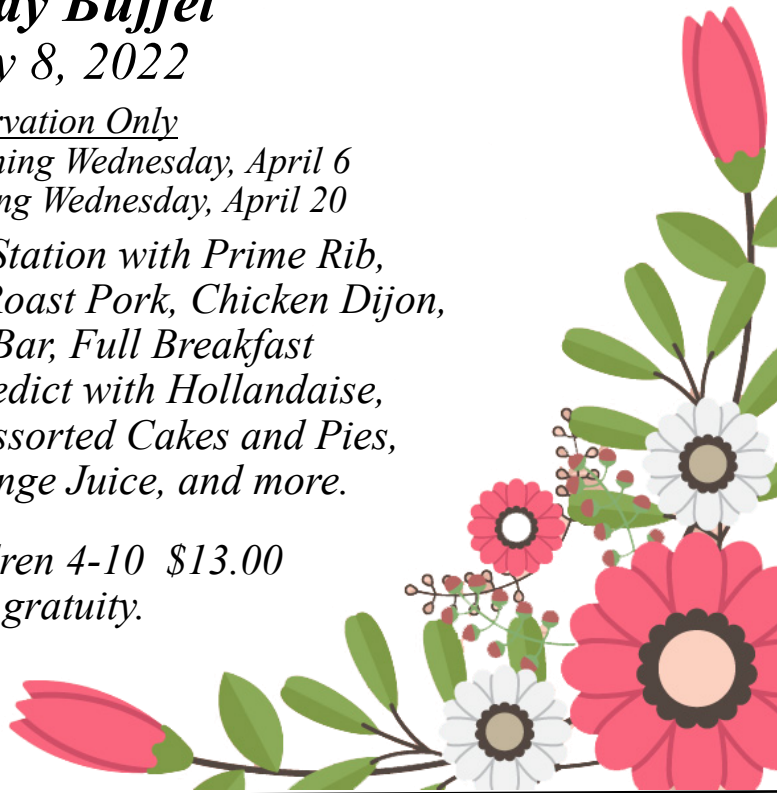 ay Buffet
y 8, 2022
rvation Only
ning Wednesday, April 6
ng Wednesday, April 20
Station with Prime Rib,
Roast Pork, Chicken Dijon,
Bar, Full Breakfast
edict with Hollandaise,
ssorted Cakes and Pies,
nge Juice, and more.
ren 4-10 $13.00
gratuity.